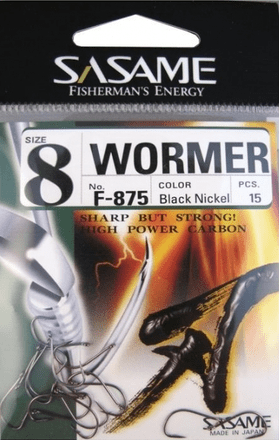 SASAME
FISHERMAN'S ENERGY
SIZE
8
WORMER
No.
F-875
COLOR
Black Nickel
PCS.
15
SHARP BUT STRONG!
HIGH POWER CARBON
SASAME
MADE IN JAPAN